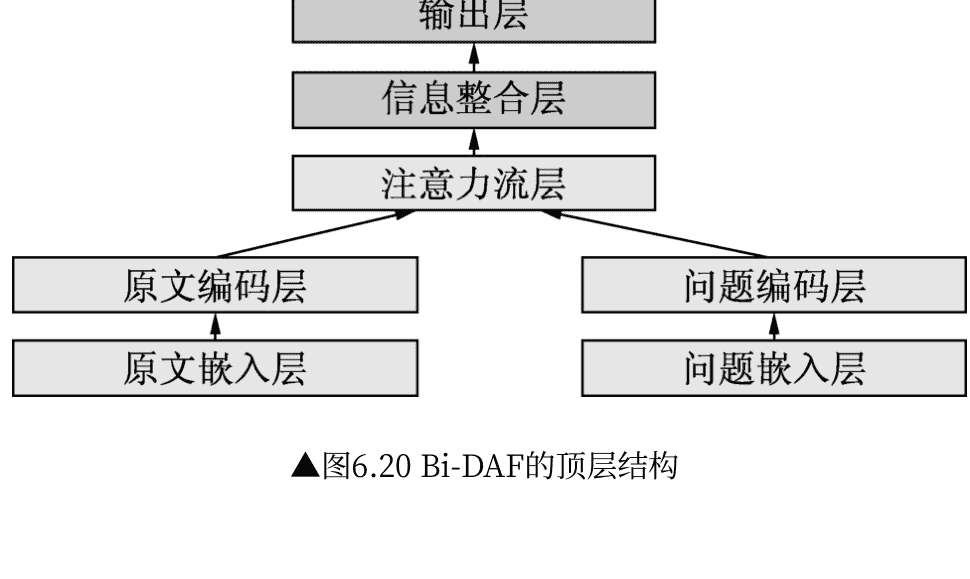 输出层
信息整合层
注意力流层
原文编码层
问题编码层
原文嵌入层
问题嵌入层
▲图6.20 Bi-DAF的顶层结构